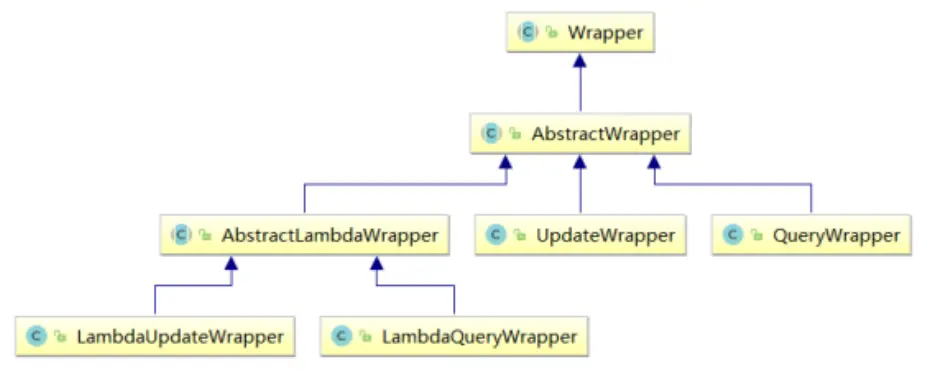 Wrapper
AbstractWrapper
AbstractLambdaWrapper
UpdateWrapper
QueryWrapper
LambdaUpdateWrapper
LambdaQueryWrapper